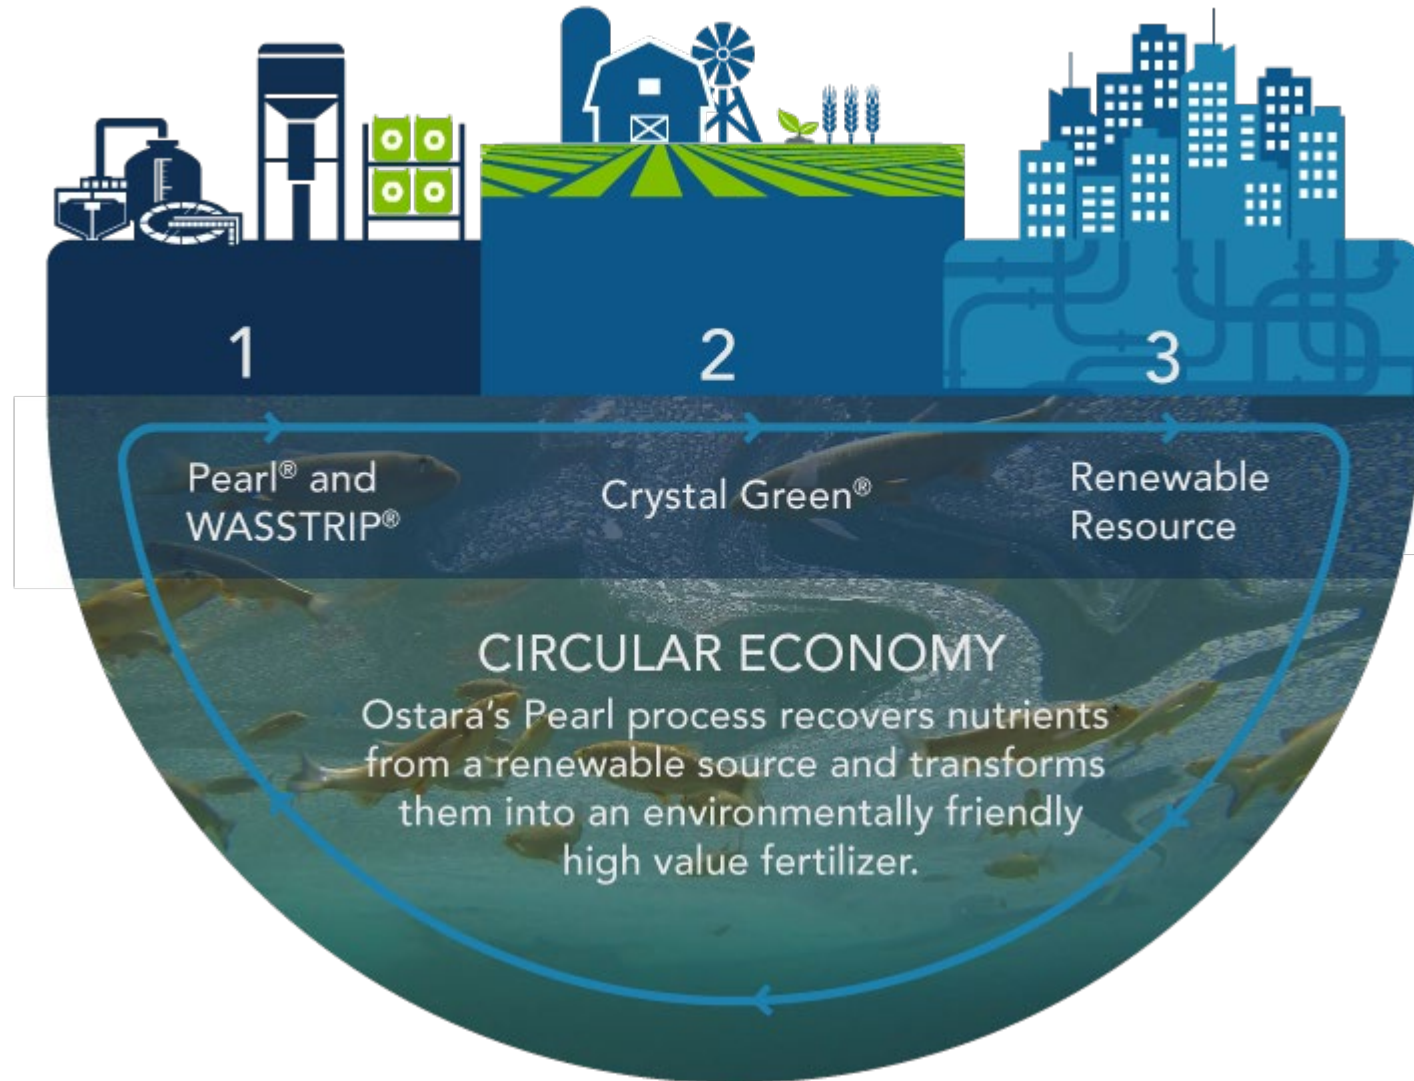 1
2
3
Pearl® and
WASSTRIP®
Crystal Green®
Renewable
Resource
CIRCULAR ECONOMY
Ostara's Pearl process recovers nutrients
from a renewable source and transforms
them into an environmentally friendly
high value fertilizer.